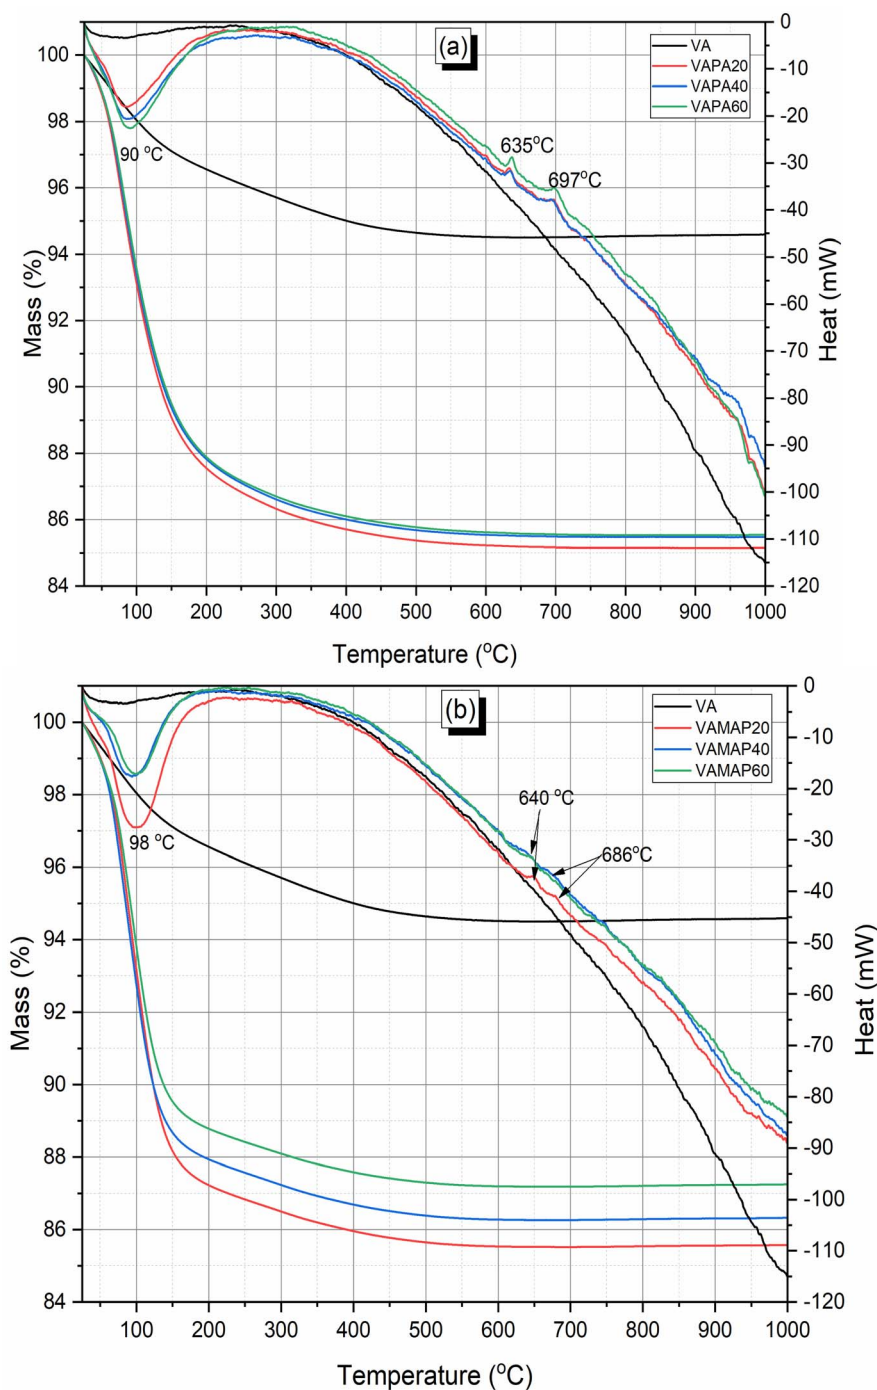 (a)
VA
VAPA20
VAPA40
VAPA60
90 °C
635°C
697°C
Mass (%)
100
98
96
94
92
90
88
86
84
Heat (mW)
0
-10
-20
-30
-40
-50
-60
-70
-80
-90
-100
-110
-120
100 200 300 400 500 600 700 800 900 1000
Temperature (°C)
(b)
VA
VAMAP20
VAMAP40
VAMAP60
98 °C
640 °C
686°C
Mass (%)
100
98
96
94
92
90
88
86
84
Heat (mW)
0
-10
-20
-30
-40
-50
-60
-70
-80
-90
-100
-110
-120
100 200 300 400 500 600 700 800 900 1000
Temperature (°C)